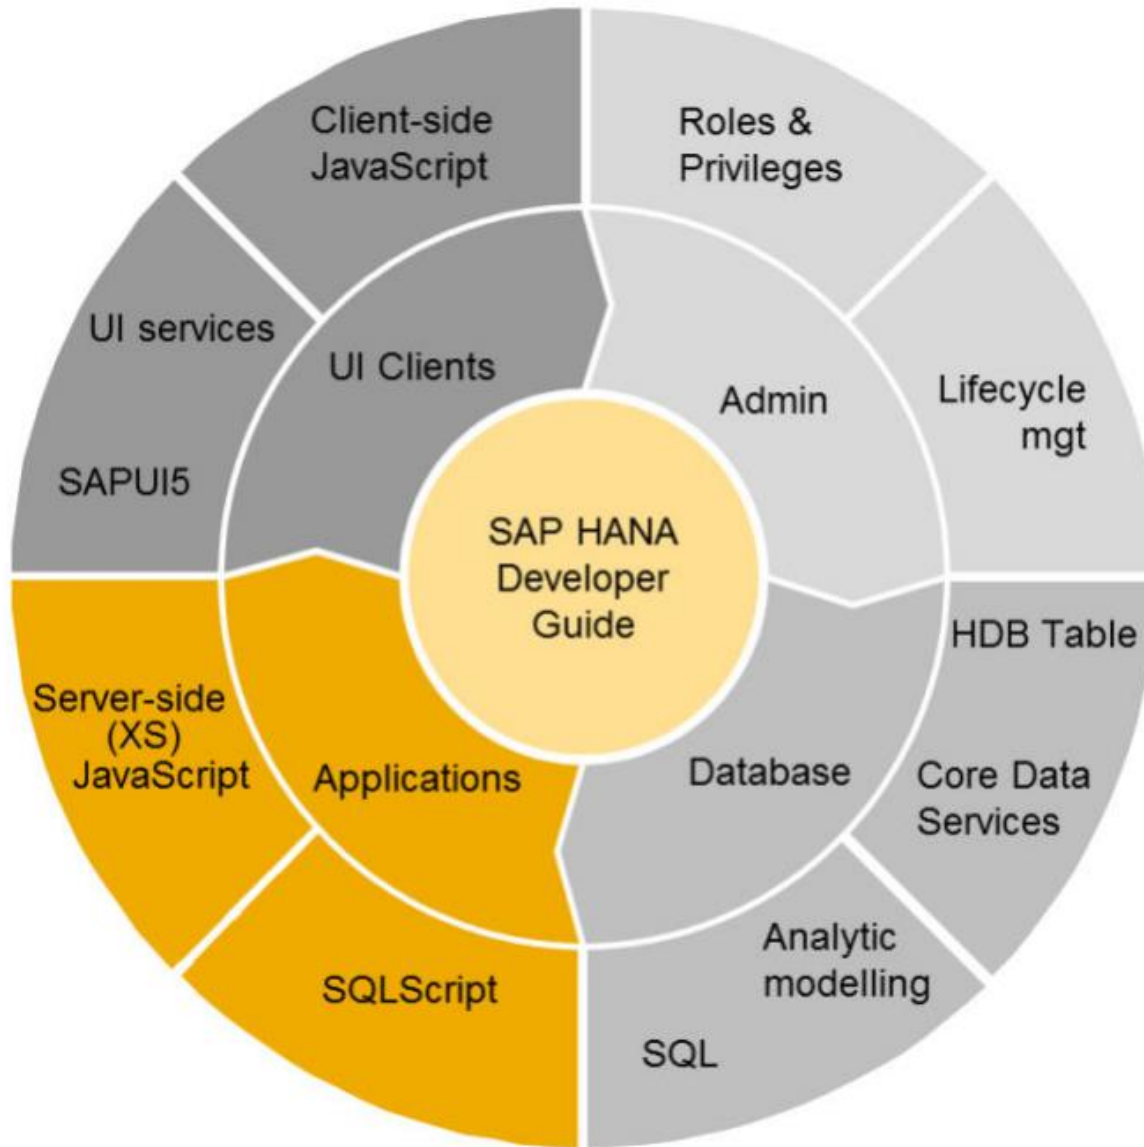 Client-side
JavaScript
Roles &
Privileges
UI services
UI Clients
Admin
Lifecycle
mgt
SAPUI5
SAP HANA
Developer
Guide
HDB Table
Server-side
(XS)
JavaScript
Applications
Database
Core Data
Services
Analytic
modelling
SQLScript
SQL